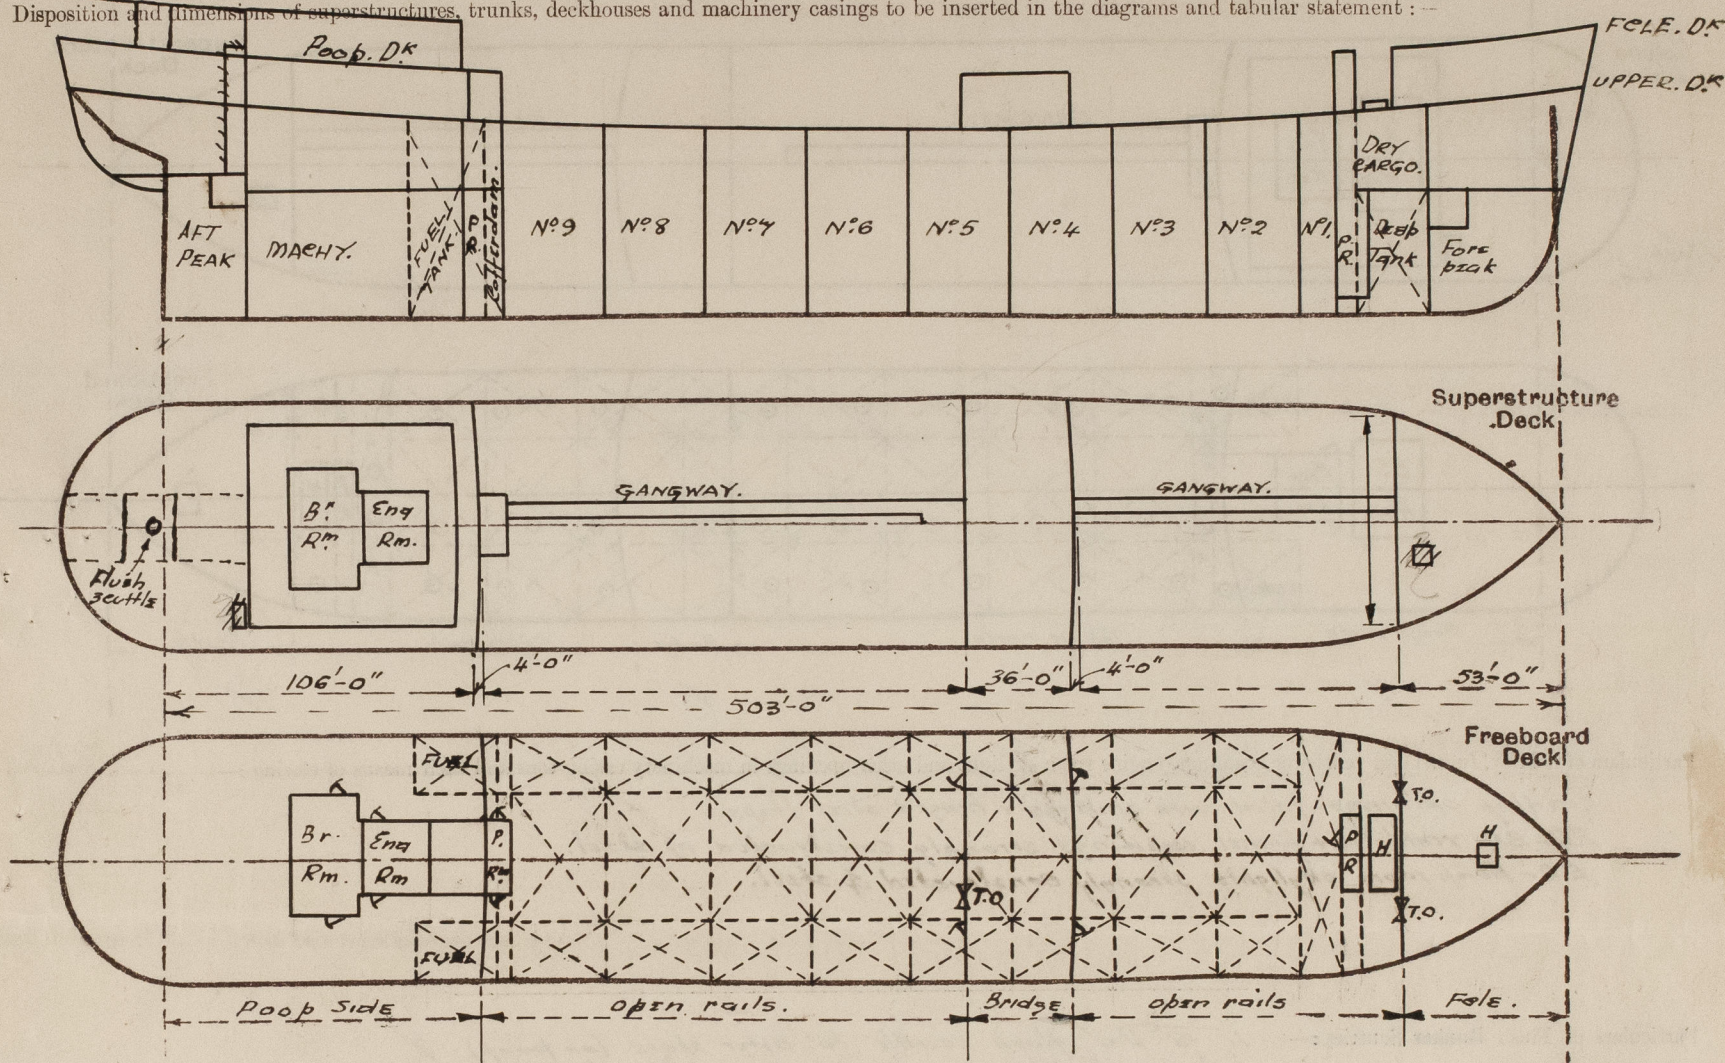 Disposition and dimensions of superstructures, trunks, deckhouses and machinery casings to be inserted in the diagrams and tabular statement :—
FCLE. Dᴷ
Poop. Dᴷ
UPPER. Dᴷ
DRY
CARGO.
AFT
PEAK
MACHY.
FUEL
TANK.
Cofferdam.
Nº9
Nº8
Nº7
Nº6
Nº5
Nº4
Nº3
Nº2
Nº1.
P.
R.
Deep
Tank
Fore
peak
Superstructure
Deck
GANGWAY.
GANGWAY.
Bʳ
Rᵐ
Eng
Rm.
Flush
scuttle
106'-0"
4'-0"
36'-0"
4'-0"
53'-0"
503'-0"
Freeboard
Deck
FUEL
T.O.
Br.
Rm.
Eng
Rm
P.
Rᵐ
P
R
H
H
T.O
T.O.
FUEL
Poop Side
open rails.
Bridge
open rails
Fcle.